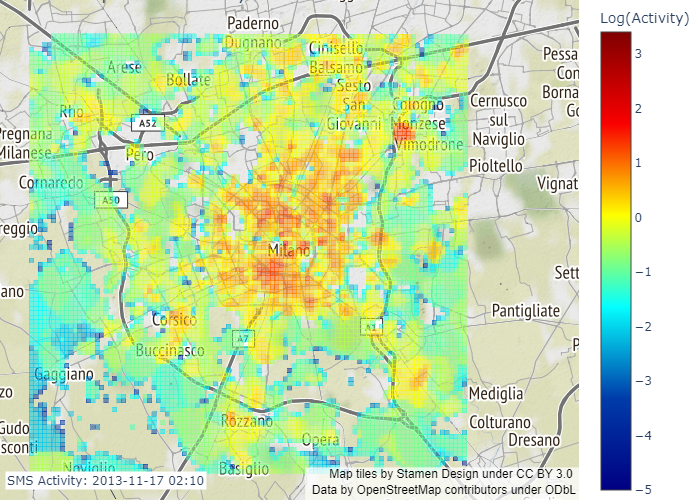 Log(Activity)
3
2
1
0
−1
−2
−3
−4
−5
Paderno
Dugnano
Cinisello
Balsamo
Arese
Bollate
Sesto
San
Giovanni
Cologno
Monzese
Vimodrone
Cernusco
sul
Naviglio
Rho
A52
Pero
Pregnana
Milanese
Cornaredo
A50
Pioltello
Vignat
Pessa
Con
Borna
Go
reggio
Milano
Sett
ano
Pantigliate
Corsico
A7
A1
Buccinasco
P
Gaggiano
zo
Mediglia
Gudo
sconti
Rozzano
Colturano
Dresano
Opera
Noviglio
Basiglio
SMS Activity: 2013-11-17 02:10
Map tiles by Stamen Design under CC BY 3.0
Data by OpenStreetMap contributors under ODbL